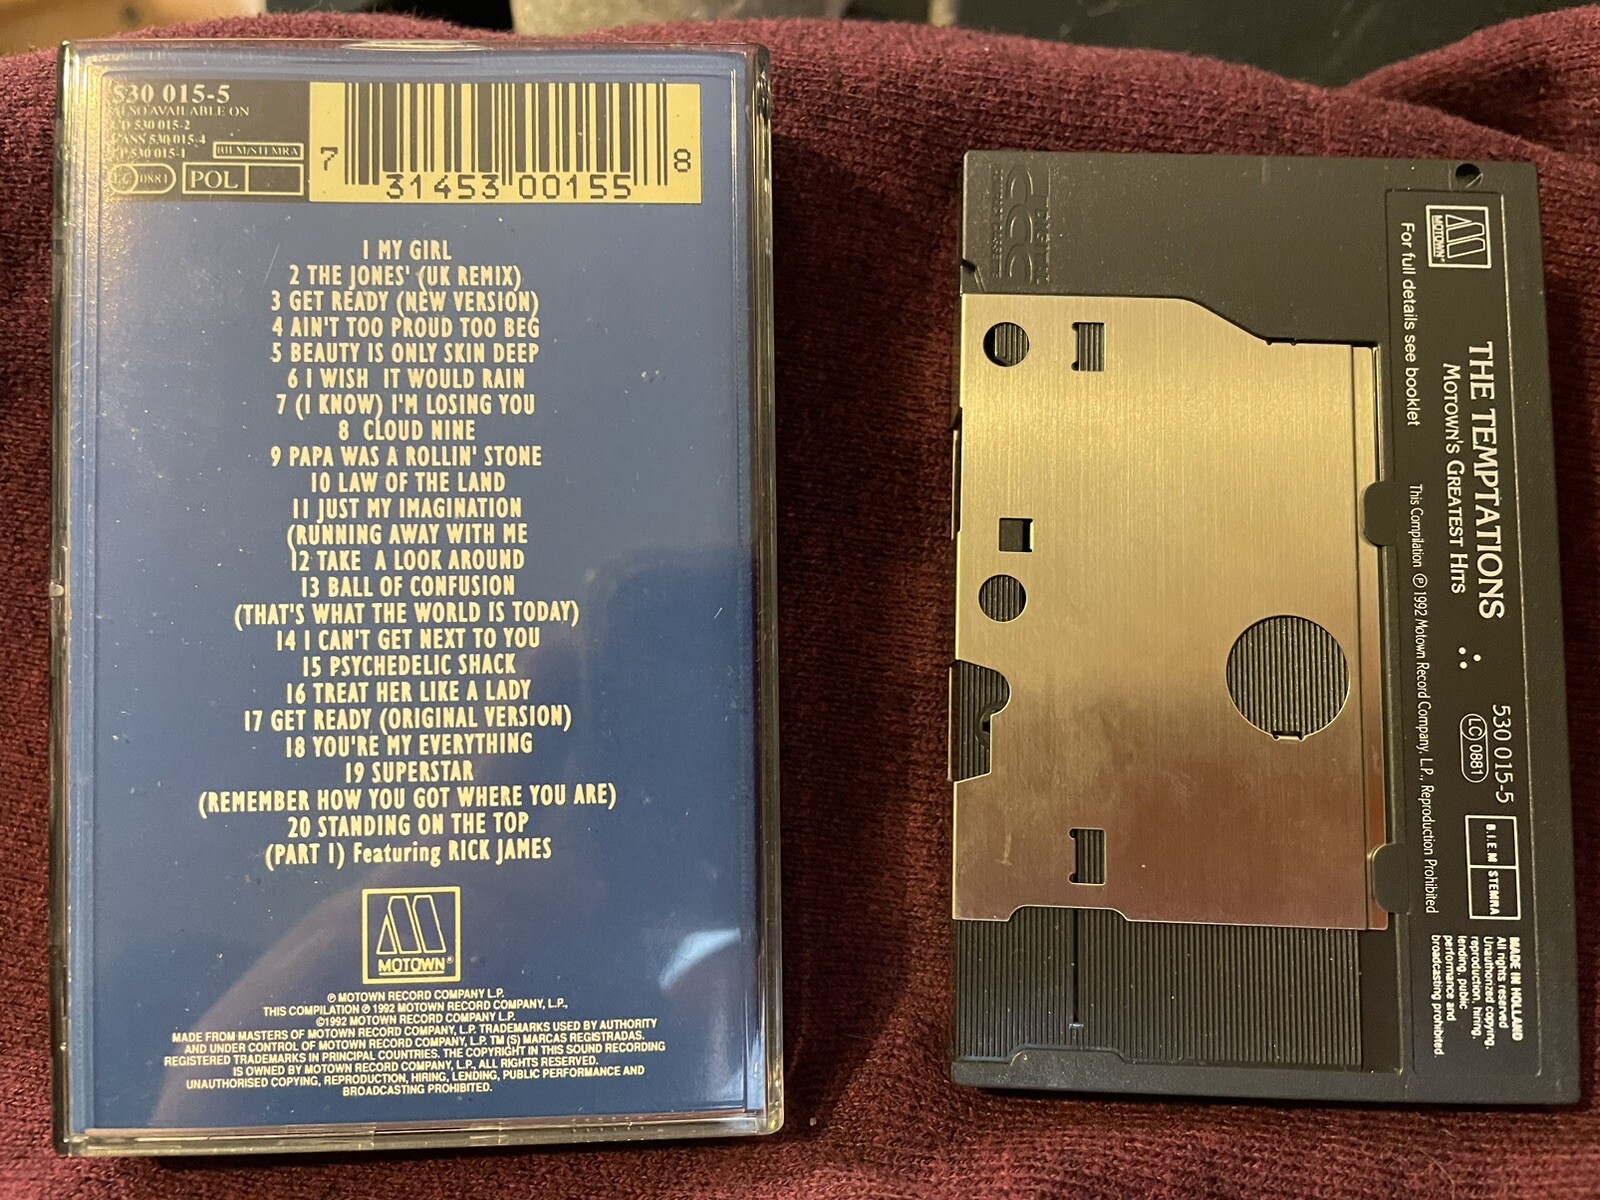 530 015-5
ALSO AVAILABLE ON
CD 530 015-2
CASS 530 015-4
LP 530 015-1
BIEM/STEMRA
LC 0881
POL
7 31453 00155 8
1 MY GIRL
2 THE JONES' (UK REMIX)
3 GET READY (NEW VERSION)
4 AIN'T TOO PROUD TOO BEG
5 BEAUTY IS ONLY SKIN DEEP
6 I WISH IT WOULD RAIN
7 (I KNOW) I'M LOSING YOU
8 CLOUD NINE
9 PAPA WAS A ROLLIN' STONE
10 LAW OF THE LAND
11 JUST MY IMAGINATION
(RUNNING AWAY WITH ME
12 TAKE A LOOK AROUND
13 BALL OF CONFUSION
(THAT'S WHAT THE WORLD IS TODAY)
14 I CAN'T GET NEXT TO YOU
15 PSYCHEDELIC SHACK
16 TREAT HER LIKE A LADY
17 GET READY (ORIGINAL VERSION)
18 YOU'RE MY EVERYTHING
19 SUPERSTAR
(REMEMBER HOW YOU GOT WHERE YOU ARE)
20 STANDING ON THE TOP
(PART I) Featuring RICK JAMES
MOTOWN®
℗ MOTOWN RECORD COMPANY L.P.
THIS COMPILATION ℗ 1992 MOTOWN RECORD COMPANY, L.P.,
©1992 MOTOWN RECORD COMPANY L.P.
MADE FROM MASTERS OF MOTOWN RECORD COMPANY, L.P. TRADEMARKS USED BY AUTHORITY
AND UNDER CONTROL OF MOTOWN RECORD COMPANY, L.P. TM (S) MARCAS REGISTRADAS.
REGISTERED TRADEMARKS IN PRINCIPAL COUNTRIES. THE COPYRIGHT IN THIS SOUND RECORDING
IS OWNED BY MOTOWN RECORD COMPANY, L.P., ALL RIGHTS RESERVED.
UNAUTHORISED COPYING, REPRODUCTION, HIRING, LENDING, PUBLIC PERFORMANCE AND
BROADCASTING PROHIBITED.
dcc
DIGITAL
COMPACT CASSETTE
MOTOWN®
THE TEMPTATIONS
MOTOWN'S GREATEST HITS
For full details see booklet
This Compilation ℗ 1992 Motown Record Company, L.P., Reproduction Prohibited
530 015-5
LC 0881
B.I.E.M STEMRA
MADE IN HOLLAND
All rights reserved
Unauthorized copying,
reproduction, hiring,
lending, public
performance and
broadcasting prohibited.